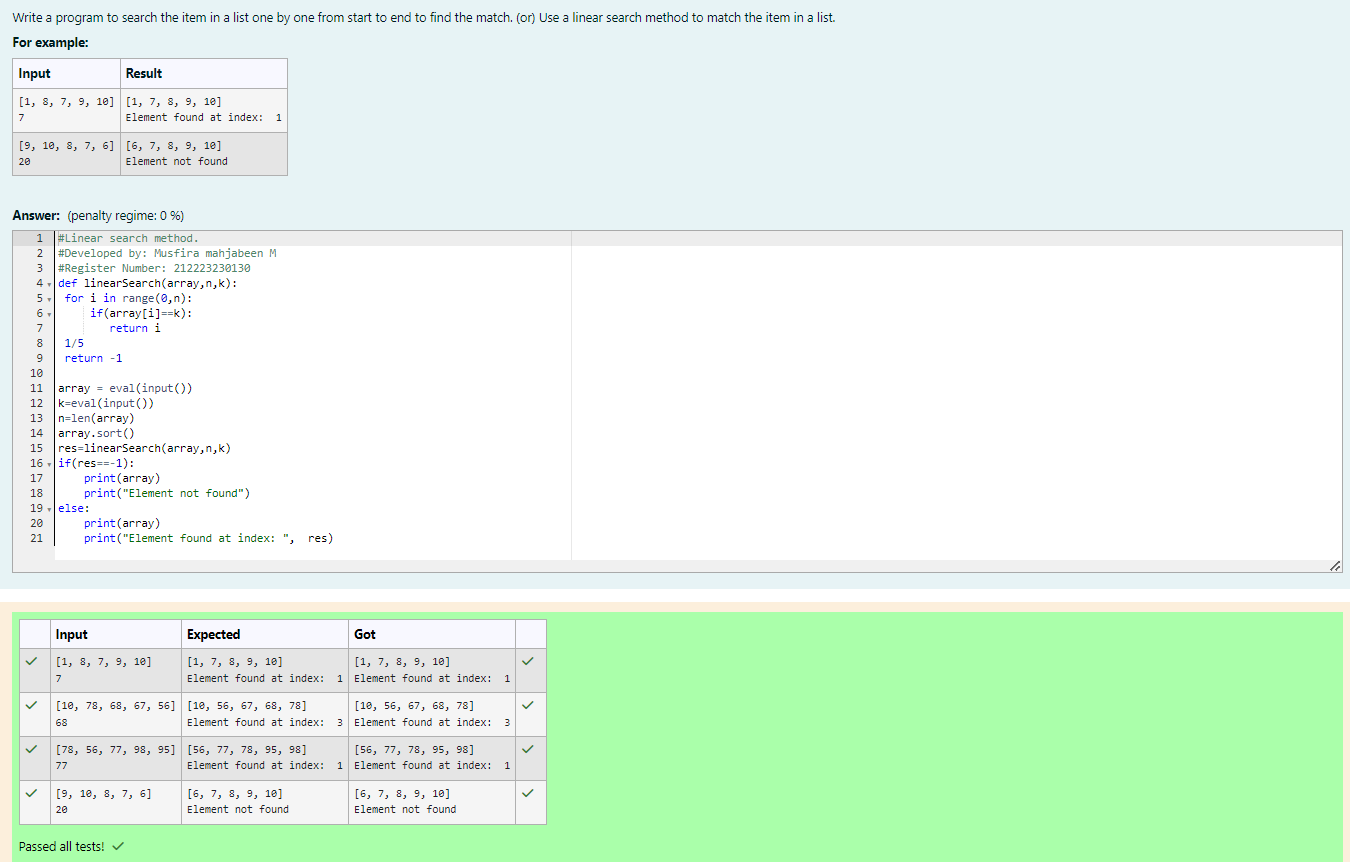 Write a program to search the item in a list one by one from start to end to find the match. (or) Use a linear search method to match the item in a list.
For example:
Input Result
[1, 8, 7, 9, 10] [1, 7, 8, 9, 10]
7 Element found at index:  1
[9, 10, 8, 7, 6] [6, 7, 8, 9, 10]
20 Element not found
Answer: (penalty regime: 0 %)
1 #Linear search method.
2 #Developed by: Musfira mahjabeen M
3 #Register Number: 212223230130
4 def linearSearch(array,n,k):
5  for i in range(0,n):
6      if(array[i]==k):
7         return i
8  1/5
9  return -1
10
11 array = eval(input())
12 k=eval(input())
13 n=len(array)
14 array.sort()
15 res=linearSearch(array,n,k)
16 if(res==-1):
17     print(array)
18     print("Element not found")
19 else:
20     print(array)
21     print("Element found at index: ",  res)
Input Expected Got
[1, 8, 7, 9, 10] [1, 7, 8, 9, 10] [1, 7, 8, 9, 10]
7 Element found at index:  1 Element found at index:  1
[10, 78, 68, 67, 56] [10, 56, 67, 68, 78] [10, 56, 67, 68, 78]
68 Element found at index:  3 Element found at index:  3
[78, 56, 77, 98, 95] [56, 77, 78, 95, 98] [56, 77, 78, 95, 98]
77 Element found at index:  1 Element found at index:  1
[9, 10, 8, 7, 6] [6, 7, 8, 9, 10] [6, 7, 8, 9, 10]
20 Element not found Element not found
Passed all tests!